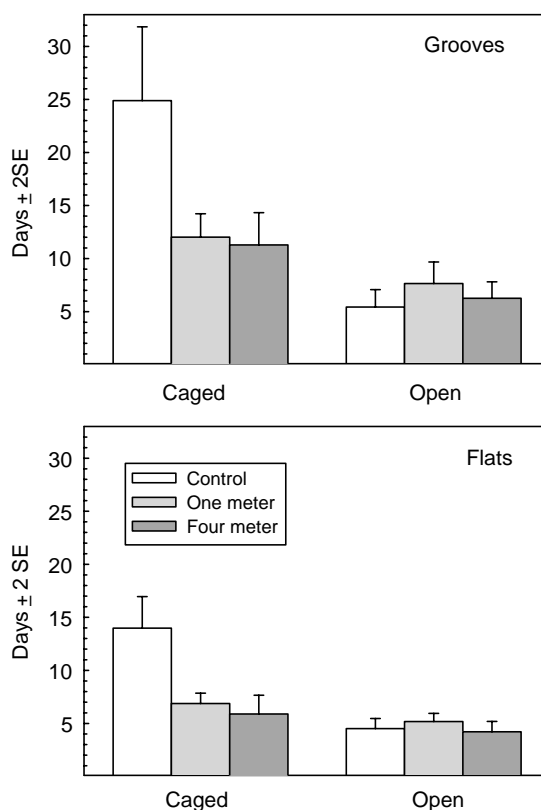 Grooves
Days ± 2SE
30
25
20
15
10
5
Caged Open
Flats
Days ± 2 SE
30
25
20
15
10
5
Control
One meter
Four meter
Caged Open